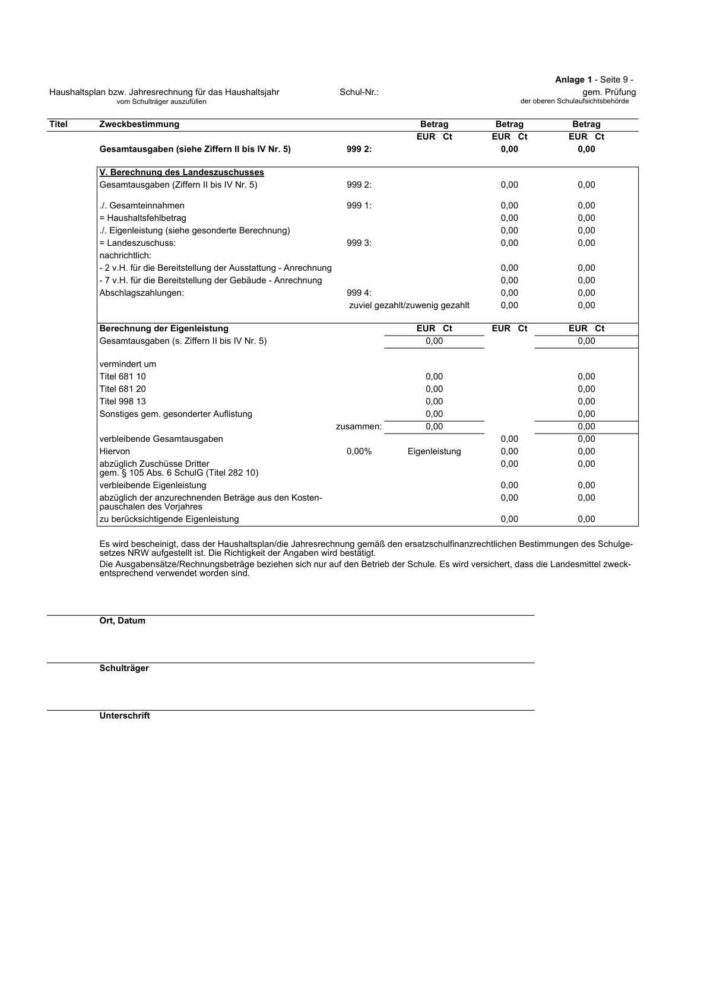 Anlage 1 - Seite 9 -
Haushaltsplan bzw. Jahresrechnung für das Haushaltsjahr Schul-Nr.: gem. Prüfung
vom Schulträger auszufüllen der oberen Schulaufsichtsbehörde
Titel Zweckbestimmung Betrag Betrag Betrag
EUR Ct EUR Ct EUR Ct
Gesamtausgaben (siehe Ziffern II bis IV Nr. 5) 999 2: 0,00 0,00
V. Berechnung des Landeszuschusses
Gesamtausgaben (Ziffern II bis IV Nr. 5) 999 2: 0,00 0,00
./. Gesamteinnahmen 999 1: 0,00 0,00
= Haushaltsfehlbetrag 0,00 0,00
./. Eigenleistung (siehe gesonderte Berechnung) 0,00 0,00
= Landeszuschuss: 999 3: 0,00 0,00
nachrichtlich:
- 2 v.H. für die Bereitstellung der Ausstattung - Anrechnung 0,00 0,00
- 7 v.H. für die Bereitstellung der Gebäude - Anrechnung 0,00 0,00
Abschlagszahlungen: 999 4: 0,00 0,00
zuviel gezahlt/zuwenig gezahlt 0,00 0,00
Berechnung der Eigenleistung EUR Ct EUR Ct EUR Ct
Gesamtausgaben (s. Ziffern II bis IV Nr. 5) 0,00 0,00
vermindert um
Titel 681 10 0,00 0,00
Titel 681 20 0,00 0,00
Titel 998 13 0,00 0,00
Sonstiges gem. gesonderter Auflistung 0,00 0,00
zusammen: 0,00 0,00
verbleibende Gesamtausgaben 0,00 0,00
Hiervon 0,00% Eigenleistung 0,00 0,00
abzüglich Zuschüsse Dritter 0,00 0,00
gem. § 105 Abs. 6 SchulG (Titel 282 10)
verbleibende Eigenleistung 0,00 0,00
abzüglich der anzurechnenden Beträge aus den Kosten- 0,00 0,00
pauschalen des Vorjahres
zu berücksichtigende Eigenleistung 0,00 0,00
Es wird bescheinigt, dass der Haushaltsplan/die Jahresrechnung gemäß den ersatzschulfinanzrechtlichen Bestimmungen des Schulge-
setzes NRW aufgestellt ist. Die Richtigkeit der Angaben wird bestätigt.
Die Ausgabensätze/Rechnungsbeträge beziehen sich nur auf den Betrieb der Schule. Es wird versichert, dass die Landesmittel zweck-
entsprechend verwendet worden sind.
Ort, Datum
Schulträger
Unterschrift